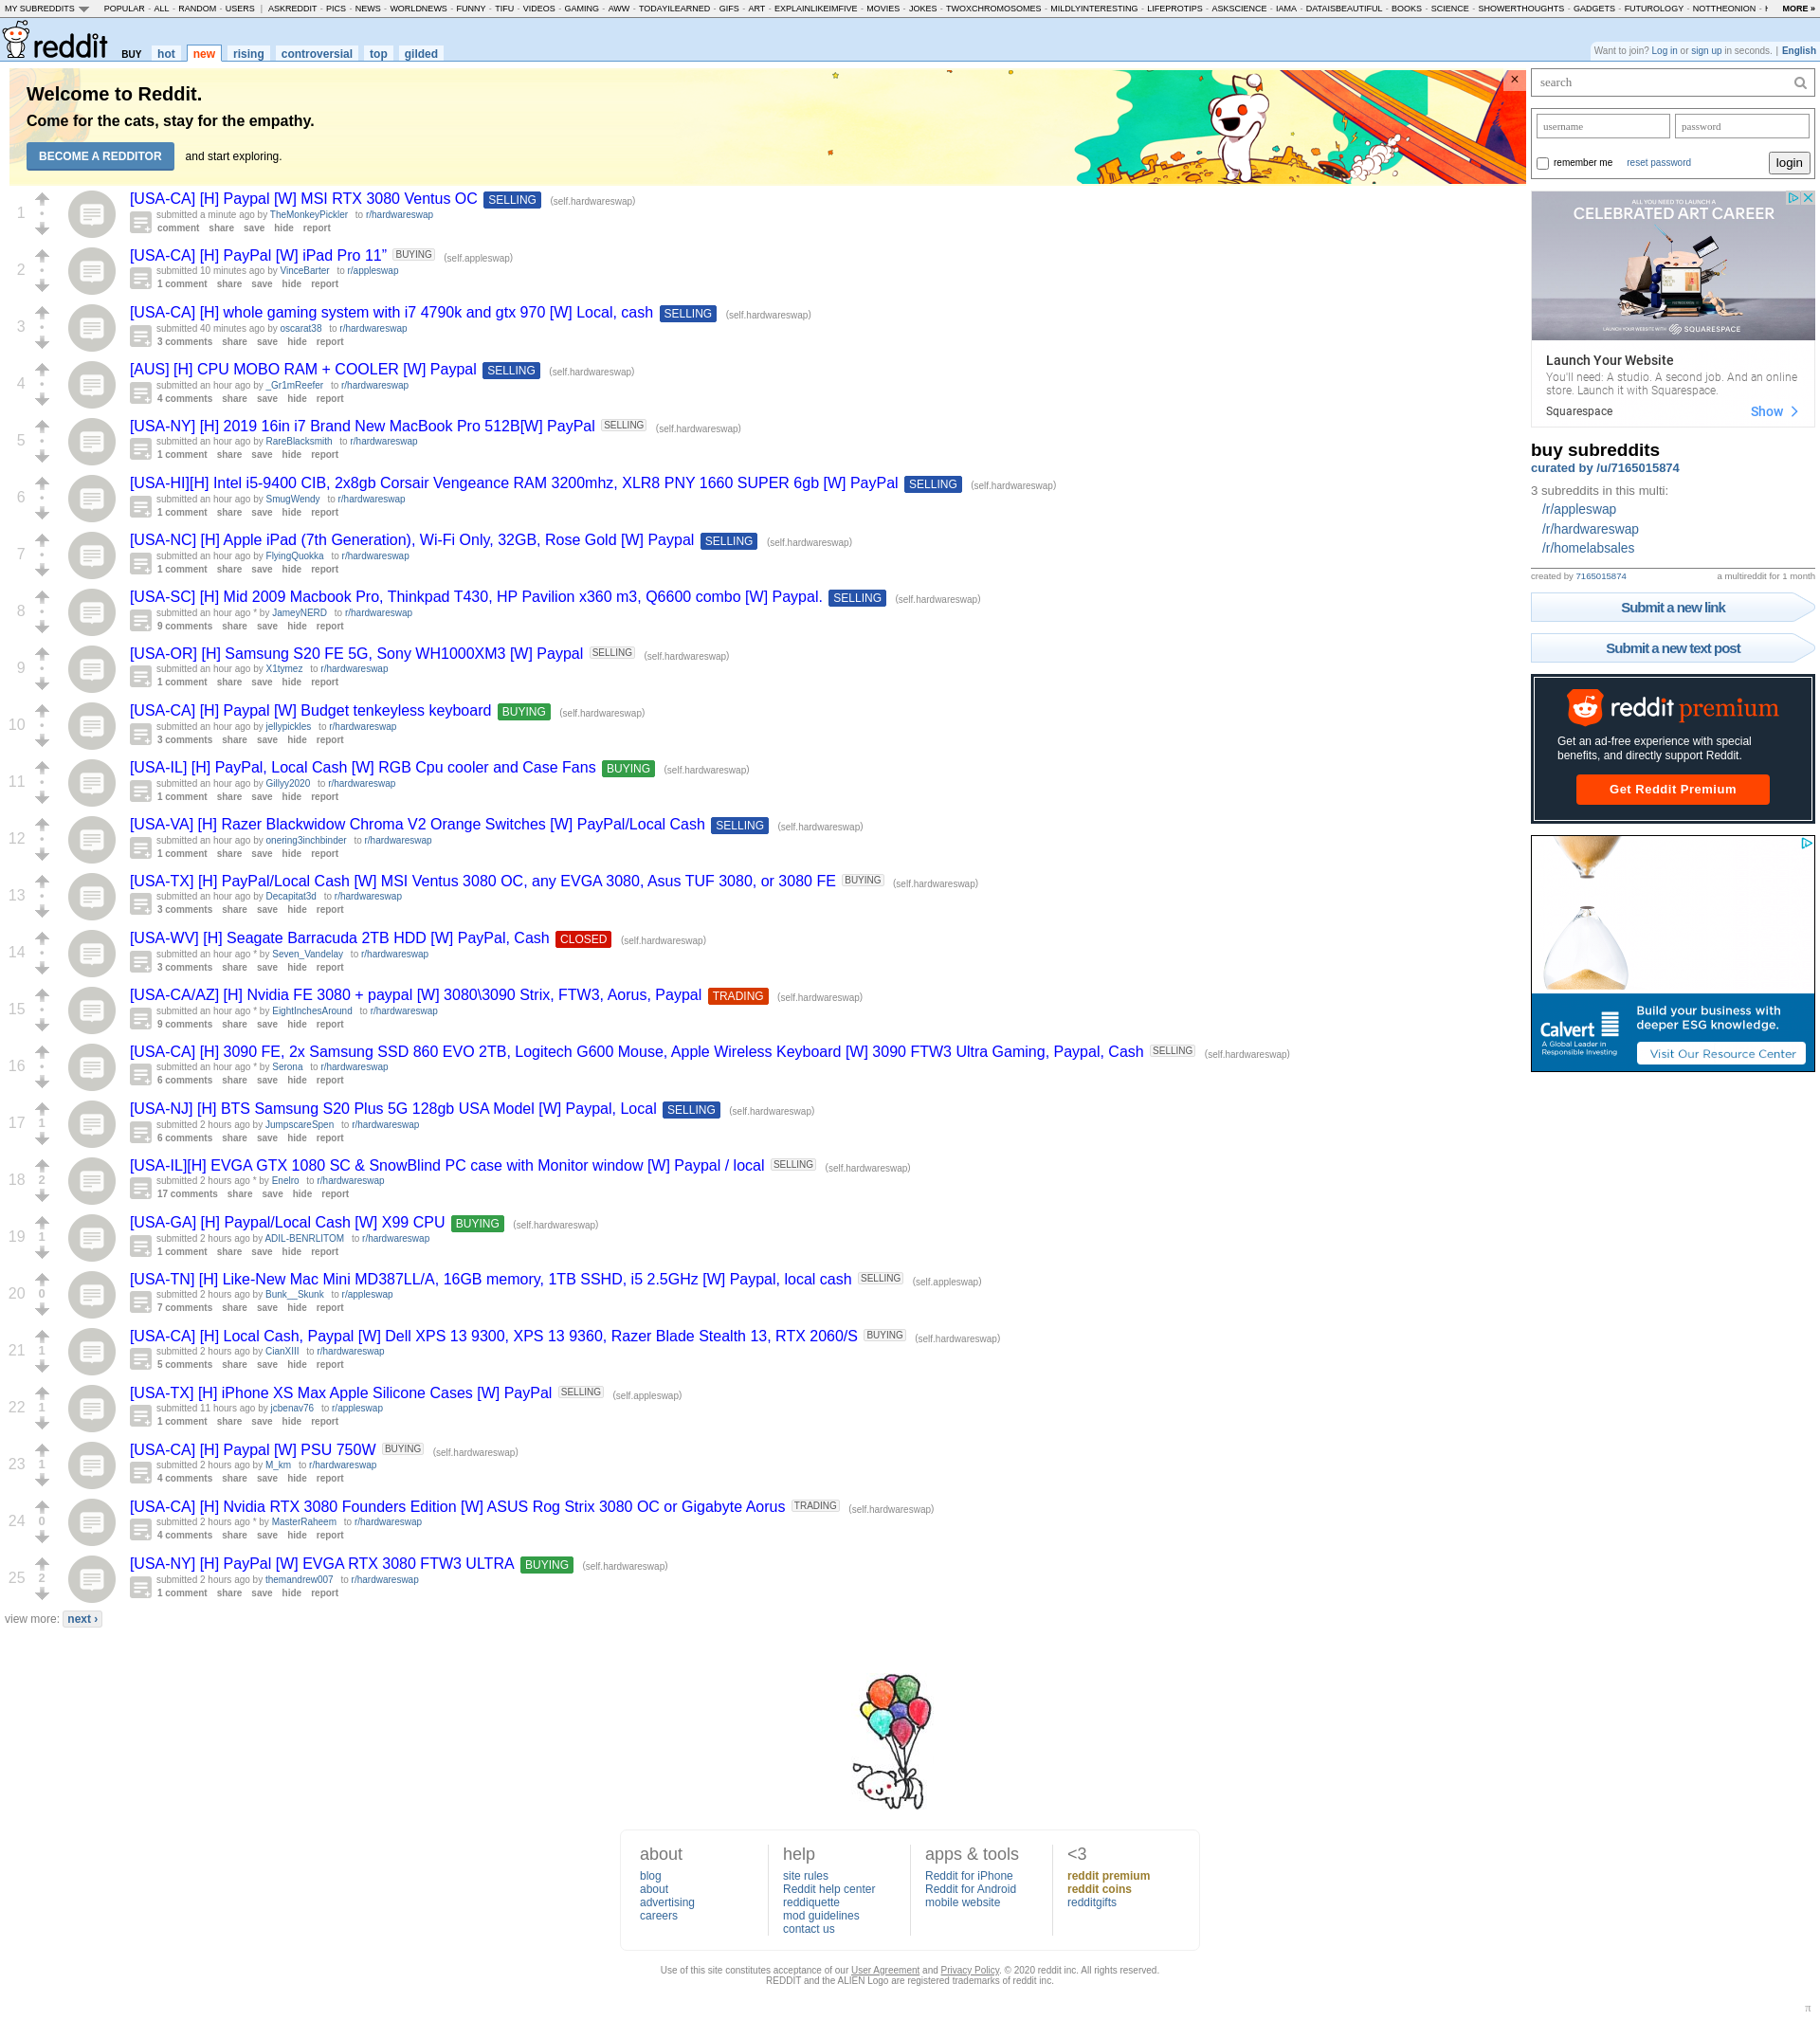 MY SUBREDDITS POPULAR - ALL - RANDOM - USERS | ASKREDDIT - PICS - NEWS - WORLDNEWS - FUNNY - TIFU - VIDEOS - GAMING - AWW - TODAYILEARNED - GIFS - ART - EXPLAINLIKEIMFIVE - MOVIES - JOKES - TWOXCHROMOSOMES - MILDLYINTERESTING - LIFEPROTIPS - ASKSCIENCE - IAMA - DATAISBEAUTIFUL - BOOKS - SCIENCE - SHOWERTHOUGHTS - GADGETS - FUTUROLOGY - NOTTHEONION - MORE »
reddit BUY hot new rising controversial top gilded
Want to join? Log in or sign up in seconds. | English
Welcome to Reddit.
Come for the cats, stay for the empathy.
BECOME A REDDITOR and start exploring.
×
1
[USA-CA] [H] Paypal [W] MSI RTX 3080 Ventus OC SELLING (self.hardwareswap)
submitted a minute ago by TheMonkeyPickler to r/hardwareswap
comment share save hide report
2
[USA-CA] [H] PayPal [W] iPad Pro 11” BUYING (self.appleswap)
submitted 10 minutes ago by VinceBarter to r/appleswap
1 comment share save hide report
3
[USA-CA] [H] whole gaming system with i7 4790k and gtx 970 [W] Local, cash SELLING (self.hardwareswap)
submitted 40 minutes ago by oscarat38 to r/hardwareswap
3 comments share save hide report
4
[AUS] [H] CPU MOBO RAM + COOLER [W] Paypal SELLING (self.hardwareswap)
submitted an hour ago by _Gr1mReefer to r/hardwareswap
4 comments share save hide report
5
[USA-NY] [H] 2019 16in i7 Brand New MacBook Pro 512B[W] PayPal SELLING (self.hardwareswap)
submitted an hour ago by RareBlacksmith to r/hardwareswap
1 comment share save hide report
6
[USA-HI][H] Intel i5-9400 CIB, 2x8gb Corsair Vengeance RAM 3200mhz, XLR8 PNY 1660 SUPER 6gb [W] PayPal SELLING (self.hardwareswap)
submitted an hour ago by SmugWendy to r/hardwareswap
1 comment share save hide report
7
[USA-NC] [H] Apple iPad (7th Generation), Wi-Fi Only, 32GB, Rose Gold [W] Paypal SELLING (self.hardwareswap)
submitted an hour ago by FlyingQuokka to r/hardwareswap
1 comment share save hide report
8
[USA-SC] [H] Mid 2009 Macbook Pro, Thinkpad T430, HP Pavilion x360 m3, Q6600 combo [W] Paypal. SELLING (self.hardwareswap)
submitted an hour ago * by JameyNERD to r/hardwareswap
9 comments share save hide report
9
[USA-OR] [H] Samsung S20 FE 5G, Sony WH1000XM3 [W] Paypal SELLING (self.hardwareswap)
submitted an hour ago by X1tymez to r/hardwareswap
1 comment share save hide report
10
[USA-CA] [H] Paypal [W] Budget tenkeyless keyboard BUYING (self.hardwareswap)
submitted an hour ago by jellypickles to r/hardwareswap
3 comments share save hide report
11
[USA-IL] [H] PayPal, Local Cash [W] RGB Cpu cooler and Case Fans BUYING (self.hardwareswap)
submitted an hour ago by Gillyy2020 to r/hardwareswap
1 comment share save hide report
12
[USA-VA] [H] Razer Blackwidow Chroma V2 Orange Switches [W] PayPal/Local Cash SELLING (self.hardwareswap)
submitted an hour ago by onering3inchbinder to r/hardwareswap
1 comment share save hide report
13
[USA-TX] [H] PayPal/Local Cash [W] MSI Ventus 3080 OC, any EVGA 3080, Asus TUF 3080, or 3080 FE BUYING (self.hardwareswap)
submitted an hour ago by Decapitat3d to r/hardwareswap
3 comments share save hide report
14
[USA-WV] [H] Seagate Barracuda 2TB HDD [W] PayPal, Cash CLOSED (self.hardwareswap)
submitted an hour ago * by Seven_Vandelay to r/hardwareswap
3 comments share save hide report
15
[USA-CA/AZ] [H] Nvidia FE 3080 + paypal [W] 3080\3090 Strix, FTW3, Aorus, Paypal TRADING (self.hardwareswap)
submitted an hour ago * by EightInchesAround to r/hardwareswap
9 comments share save hide report
16
[USA-CA] [H] 3090 FE, 2x Samsung SSD 860 EVO 2TB, Logitech G600 Mouse, Apple Wireless Keyboard [W] 3090 FTW3 Ultra Gaming, Paypal, Cash SELLING (self.hardwareswap)
submitted an hour ago * by Serona to r/hardwareswap
6 comments share save hide report
17 1
[USA-NJ] [H] BTS Samsung S20 Plus 5G 128gb USA Model [W] Paypal, Local SELLING (self.hardwareswap)
submitted 2 hours ago by JumpscareSpen to r/hardwareswap
6 comments share save hide report
18 2
[USA-IL][H] EVGA GTX 1080 SC & SnowBlind PC case with Monitor window [W] Paypal / local SELLING (self.hardwareswap)
submitted 2 hours ago * by Enelro to r/hardwareswap
17 comments share save hide report
19 1
[USA-GA] [H] Paypal/Local Cash [W] X99 CPU BUYING (self.hardwareswap)
submitted 2 hours ago by ADIL-BENRLITOM to r/hardwareswap
1 comment share save hide report
20 0
[USA-TN] [H] Like-New Mac Mini MD387LL/A, 16GB memory, 1TB SSHD, i5 2.5GHz [W] Paypal, local cash SELLING (self.appleswap)
submitted 2 hours ago by Bunk__Skunk to r/appleswap
7 comments share save hide report
21 1
[USA-CA] [H] Local Cash, Paypal [W] Dell XPS 13 9300, XPS 13 9360, Razer Blade Stealth 13, RTX 2060/S BUYING (self.hardwareswap)
submitted 2 hours ago by CianXIII to r/hardwareswap
5 comments share save hide report
22 1
[USA-TX] [H] iPhone XS Max Apple Silicone Cases [W] PayPal SELLING (self.appleswap)
submitted 11 hours ago by jcbenav76 to r/appleswap
1 comment share save hide report
23 1
[USA-CA] [H] Paypal [W] PSU 750W BUYING (self.hardwareswap)
submitted 2 hours ago by M_km to r/hardwareswap
4 comments share save hide report
24 0
[USA-CA] [H] Nvidia RTX 3080 Founders Edition [W] ASUS Rog Strix 3080 OC or Gigabyte Aorus TRADING (self.hardwareswap)
submitted 2 hours ago * by MasterRaheem to r/hardwareswap
4 comments share save hide report
25 2
[USA-NY] [H] PayPal [W] EVGA RTX 3080 FTW3 ULTRA BUYING (self.hardwareswap)
submitted 2 hours ago by themandrew007 to r/hardwareswap
1 comment share save hide report
view more: next ›
search
username password
remember me reset password login
ALL YOU NEED TO LAUNCH A
CELEBRATED ART CAREER
LAUNCH YOUR WEBSITE WITH SQUARESPACE
Launch Your Website
You'll need: A studio. A second job. And an online
store. Launch it with Squarespace.
Squarespace Show
buy subreddits
curated by /u/7165015874
3 subreddits in this multi:
/r/appleswap
/r/hardwareswap
/r/homelabsales
created by 7165015874 a multireddit for 1 month
Submit a new link
Submit a new text post
reddit premium
Get an ad-free experience with special
benefits, and directly support Reddit.
Get Reddit Premium
Calvert
A Global Leader in
Responsible Investing
Build your business with
deeper ESG knowledge.
Visit Our Resource Center
about
blog
about
advertising
careers
help
site rules
Reddit help center
reddiquette
mod guidelines
contact us
apps & tools
Reddit for iPhone
Reddit for Android
mobile website
<3
reddit premium
reddit coins
redditgifts
Use of this site constitutes acceptance of our User Agreement and Privacy Policy. © 2020 reddit inc. All rights reserved.
REDDIT and the ALIEN Logo are registered trademarks of reddit inc.
π